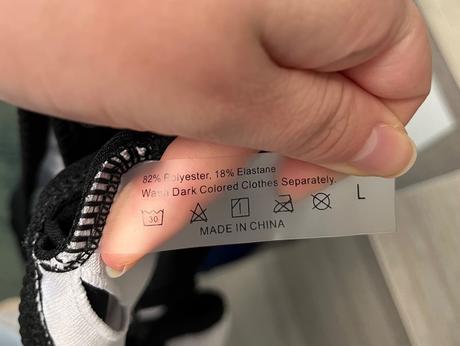 82% Polyester, 18% Elastane
Wash Dark Colored Clothes Separately.
30
L
MADE IN CHINA